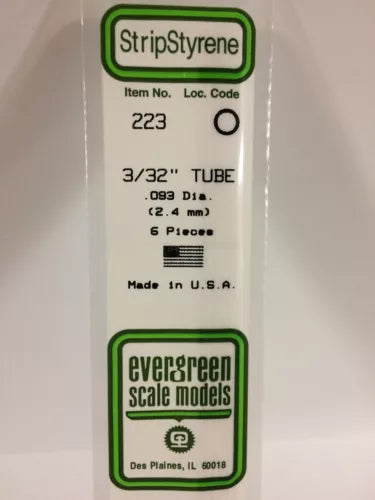 StripStyrene
Item No. Loc. Code
223 O
3/32" TUBE
.093 Dia.
(2.4 mm)
6 Pieces
Made in U.S.A.
evergreen
scale models
Des Plaines, IL 60018